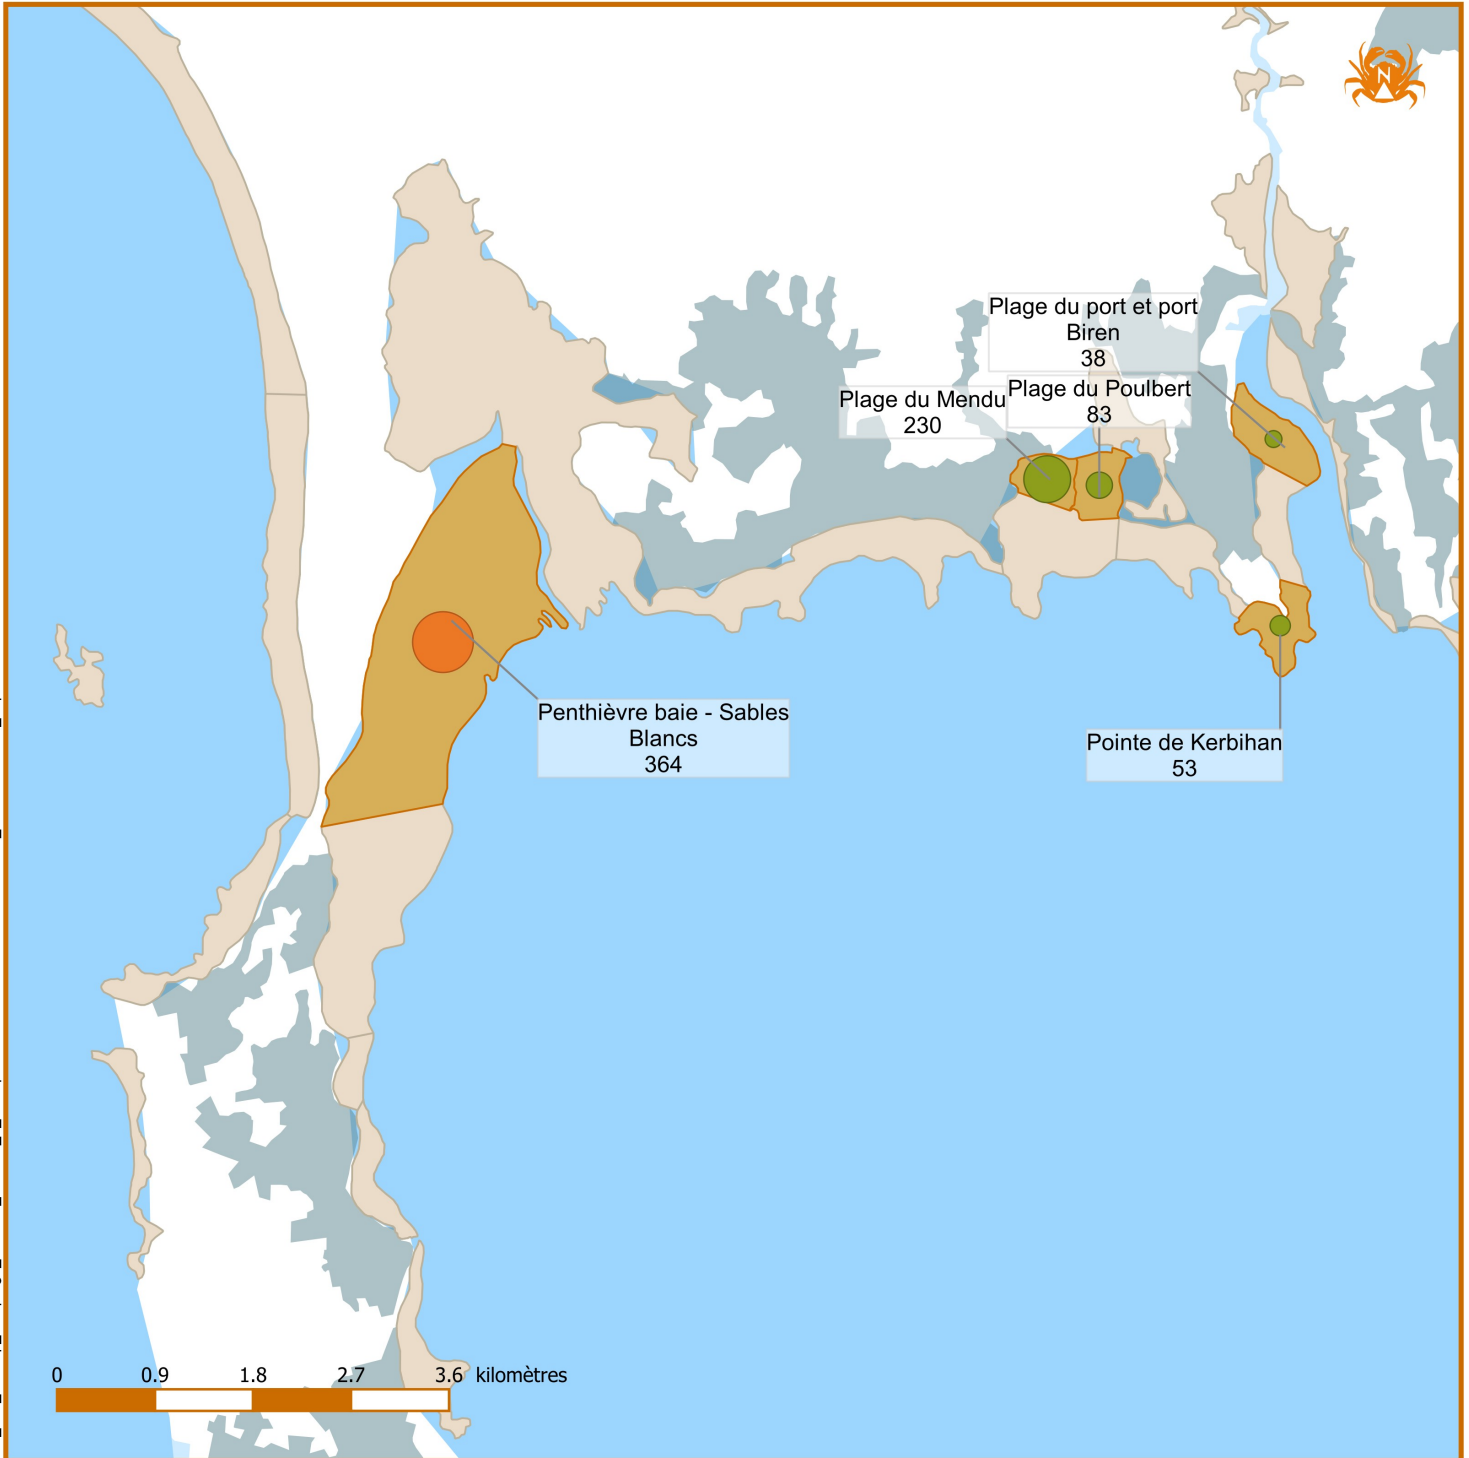 N
Plage du port et port
Biren
38
Plage du Mendu
230
Plage du Poulbert
83
Penthièvre baie - Sables
Blancs
364
Pointe de Kerbihan
53
0 0.9 1.8 2.7 3.6 kilomètres